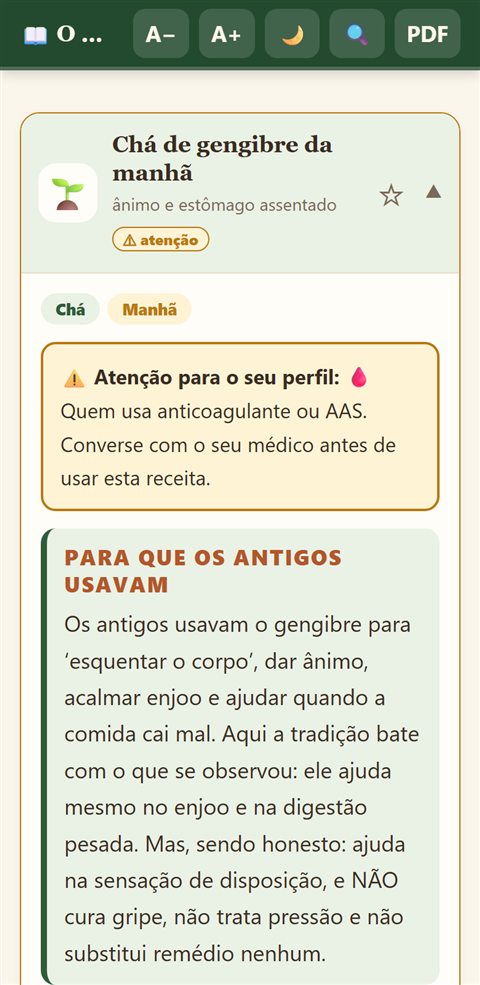 O ...
A−
A+
PDF
Chá de gengibre da
manhã
ânimo e estômago assentado
⚠ atenção
Chá
Manhã
⚠️ Atenção para o seu perfil: 🩸
Quem usa anticoagulante ou AAS.
Converse com o seu médico antes de
usar esta receita.
PARA QUE OS ANTIGOS
USAVAM
Os antigos usavam o gengibre para
‘esquentar o corpo’, dar ânimo,
acalmar enjoo e ajudar quando a
comida cai mal. Aqui a tradição bate
com o que se observou: ele ajuda
mesmo no enjoo e na digestão
pesada. Mas, sendo honesto: ajuda
na sensação de disposição, e NÃO
cura gripe, não trata pressão e não
substitui remédio nenhum.